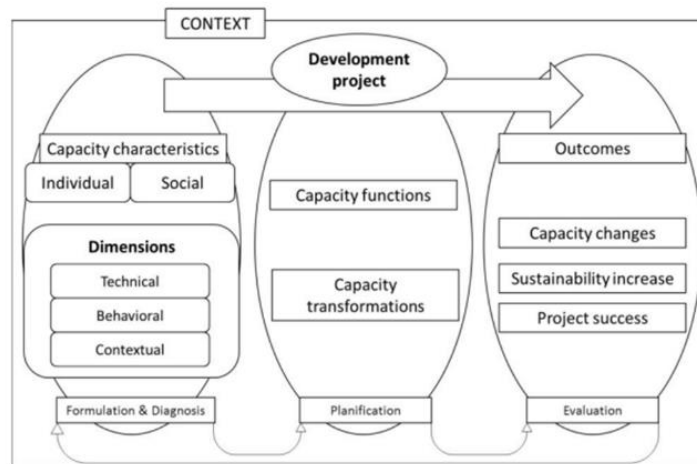 CONTEXT
Development
project
Capacity characteristics
Individual
Social
Dimensions
Technical
Behavioral
Contextual
Formulation & Diagnosis
Capacity functions
Capacity
transformations
Planification
Outcomes
Capacity changes
Sustainability increase
Project success
Evaluation